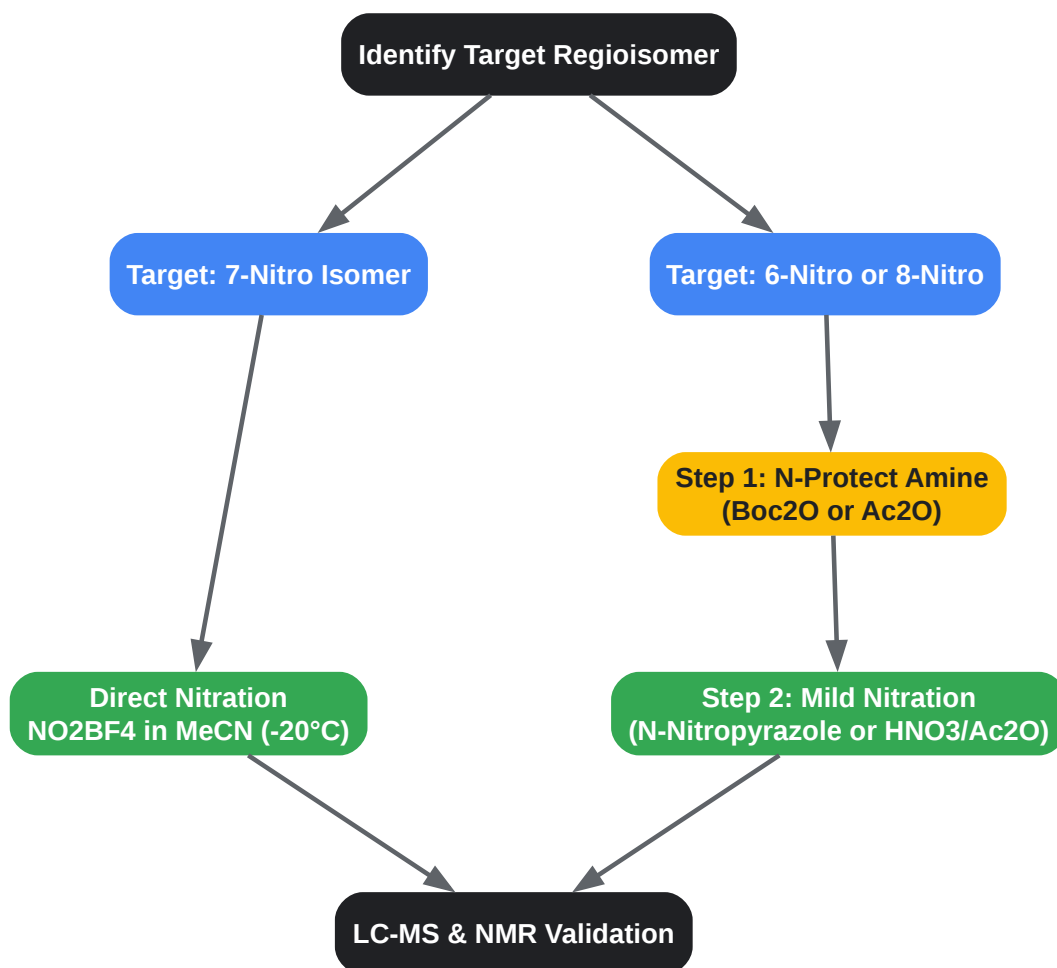 Identify Target Regioisomer
Target: 7-Nitro Isomer
Target: 6-Nitro or 8-Nitro
Step 1: N-Protect Amine
(Boc2O or Ac2O)
Direct Nitration
NO2BF4 in MeCN (-20°C)
Step 2: Mild Nitration
(N-Nitropyrazole or HNO3/Ac2O)
LC-MS & NMR Validation